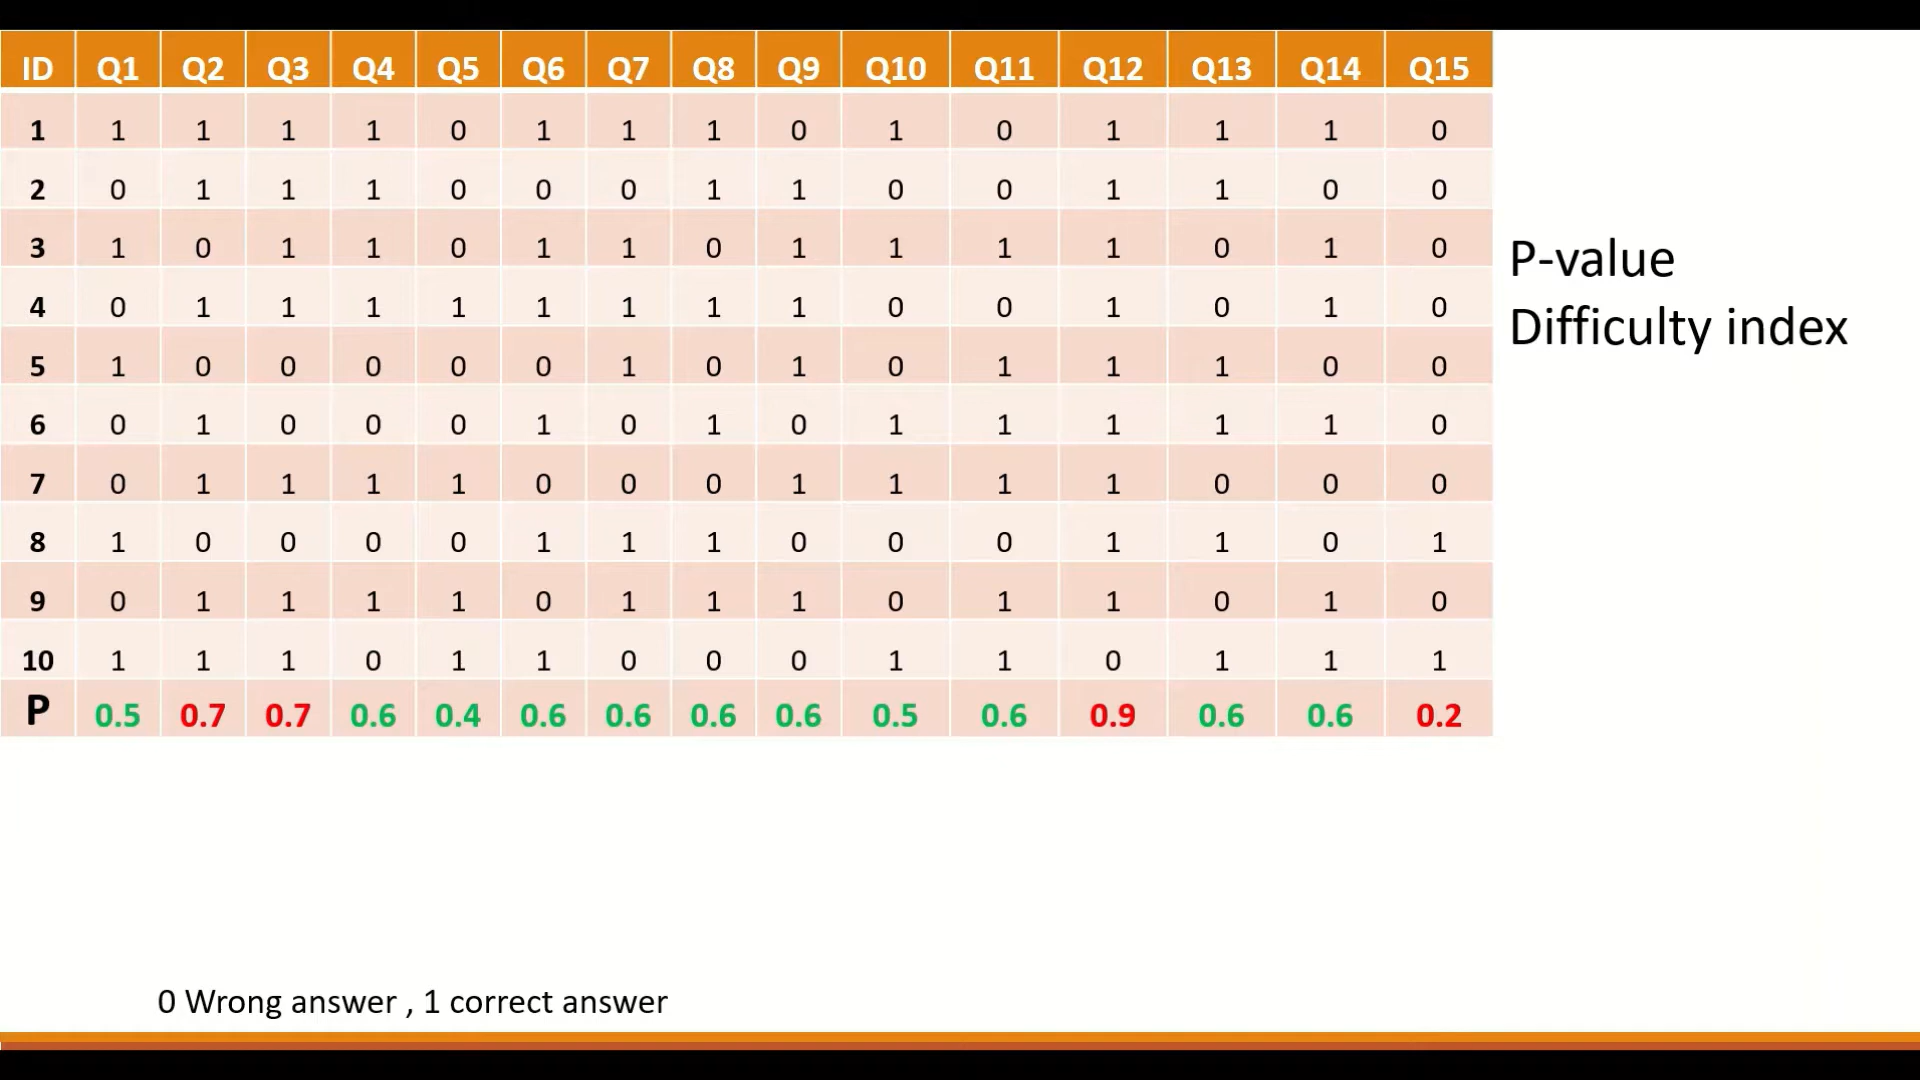 ID Q1 Q2 Q3 Q4 Q5 Q6 Q7 Q8 Q9 Q10 Q11 Q12 Q13 Q14 Q15
1 1 1 1 1 0 1 1 1 0 1 0 1 1 1 0
2 0 1 1 1 0 0 0 1 1 0 0 1 1 0 0
3 1 0 1 1 0 1 1 0 1 1 1 1 0 1 0
4 0 1 1 1 1 1 1 1 1 0 0 1 0 1 0
5 1 0 0 0 0 0 1 0 1 0 1 1 1 0 0
6 0 1 0 0 0 1 0 1 0 1 1 1 1 1 0
7 0 1 1 1 1 0 0 0 1 1 1 1 0 0 0
8 1 0 0 0 0 1 1 1 0 0 0 1 1 0 1
9 0 1 1 1 1 0 1 1 1 0 1 1 0 1 0
10 1 1 1 0 1 1 0 0 0 1 1 0 1 1 1
P 0.5 0.7 0.7 0.6 0.4 0.6 0.6 0.6 0.6 0.5 0.6 0.9 0.6 0.6 0.2
P-value
Difficulty index
0 Wrong answer , 1 correct answer